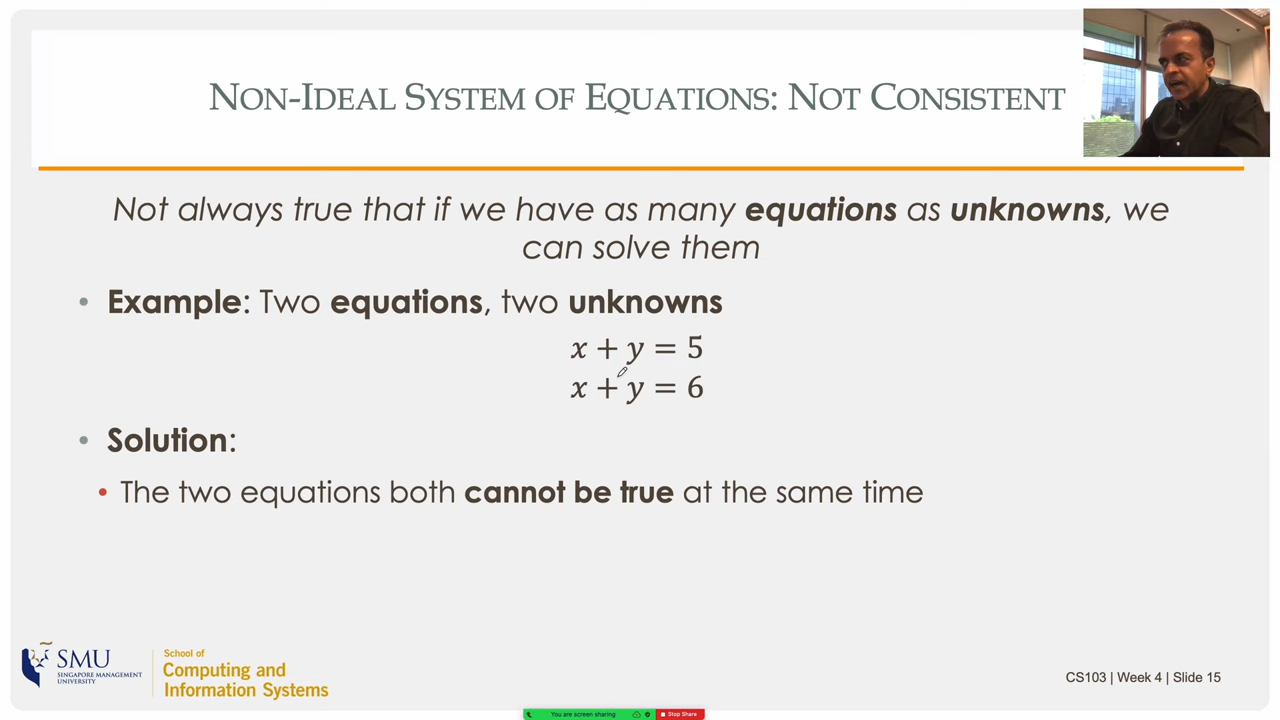 NON-IDEAL SYSTEM OF EQUATIONS: NOT CONSISTENT
Not always true that if we have as many equations as unknowns, we
can solve them
• Example: Two equations, two unknowns
x + y = 5
x + y = 6
• Solution:
• The two equations both cannot be true at the same time
SMU
SINGAPORE MANAGEMENT
UNIVERSITY
School of
Computing and
Information Systems
CS103 | Week 4 | Slide 15
You are screen sharing
Stop Share